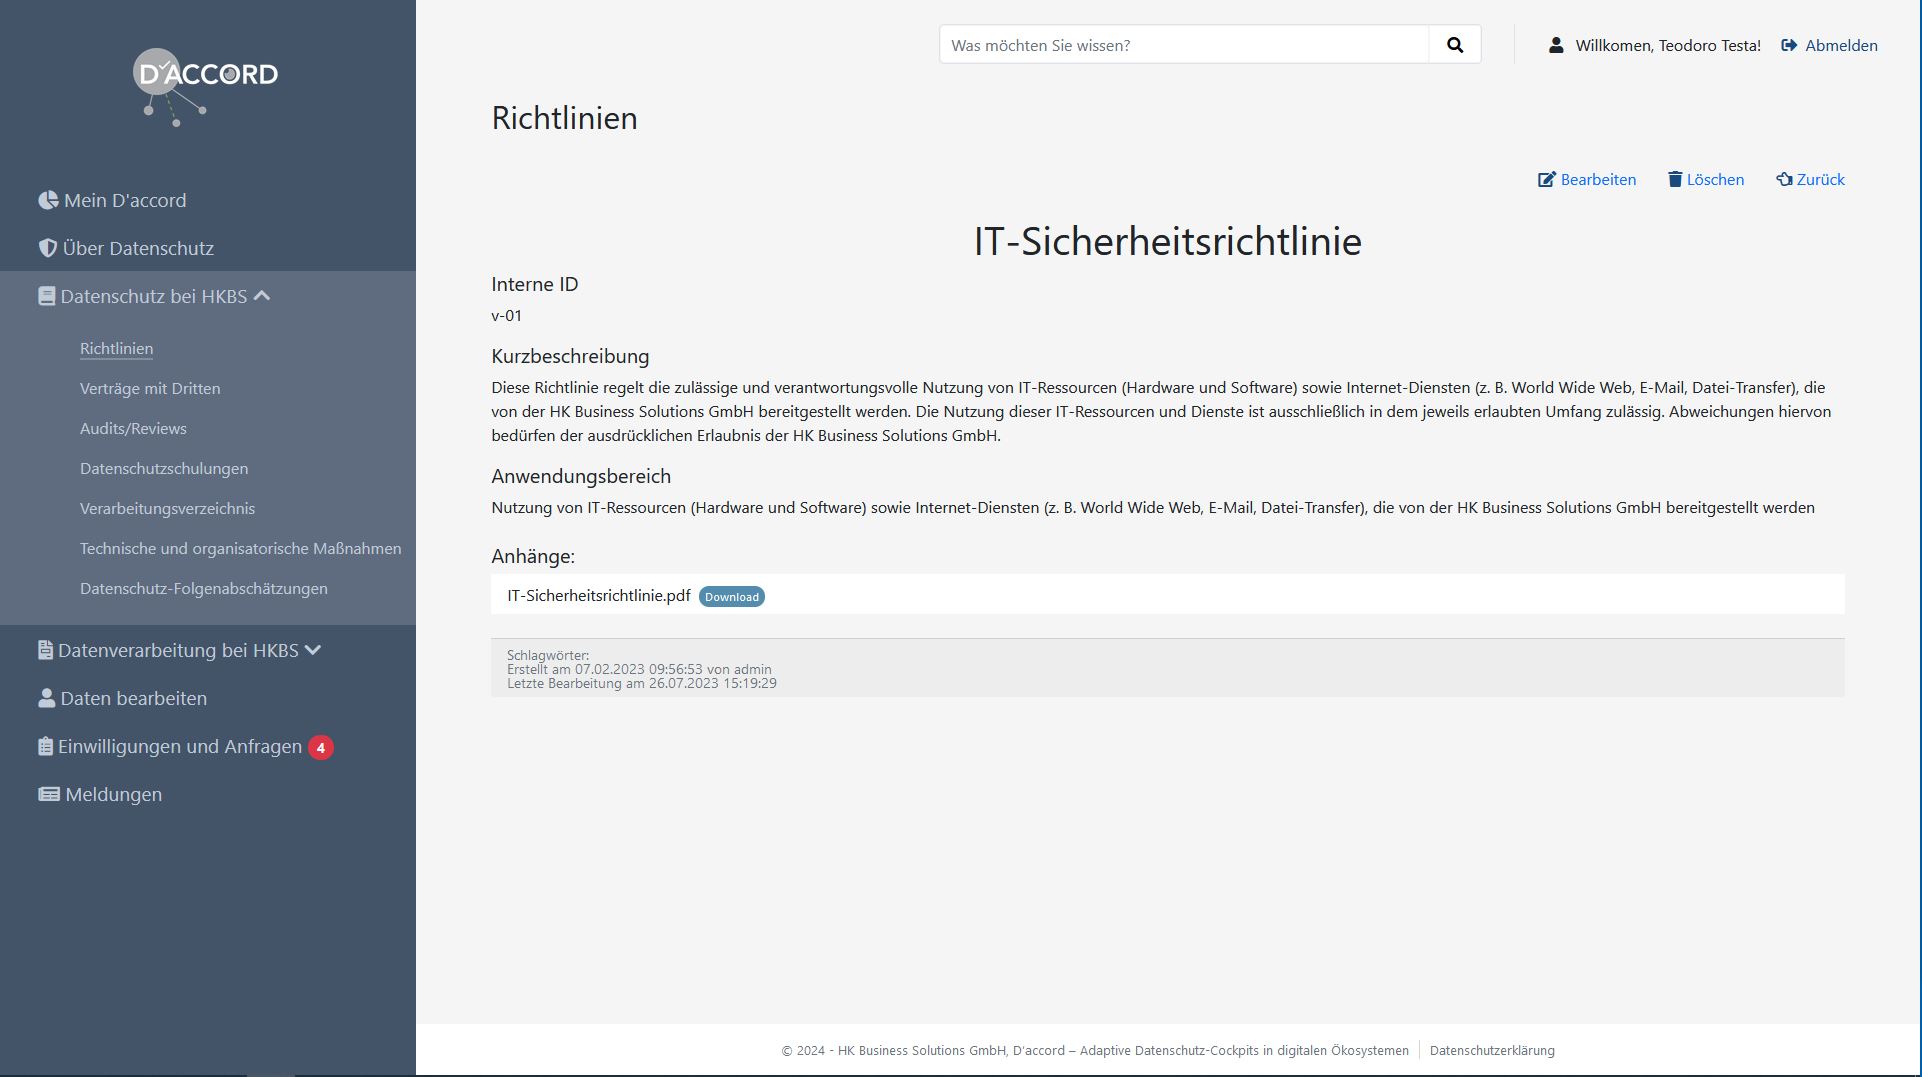 D'ACCORD
Mein D'accord
Über Datenschutz
Datenschutz bei HKBS
Richtlinien
Verträge mit Dritten
Audits/Reviews
Datenschutzschulungen
Verarbeitungsverzeichnis
Technische und organisatorische Maßnahmen
Datenschutz-Folgenabschätzungen
Datenverarbeitung bei HKBS
Daten bearbeiten
Einwilligungen und Anfragen 4
Meldungen
Was möchten Sie wissen?
Willkomen, Teodoro Testa! Abmelden
Richtlinien
Bearbeiten Löschen Zurück
IT-Sicherheitsrichtlinie
Interne ID
v-01
Kurzbeschreibung
Diese Richtlinie regelt die zulässige und verantwortungsvolle Nutzung von IT-Ressourcen (Hardware und Software) sowie Internet-Diensten (z. B. World Wide Web, E-Mail, Datei-Transfer), die
von der HK Business Solutions GmbH bereitgestellt werden. Die Nutzung dieser IT-Ressourcen und Dienste ist ausschließlich in dem jeweils erlaubten Umfang zulässig. Abweichungen hiervon
bedürfen der ausdrücklichen Erlaubnis der HK Business Solutions GmbH.
Anwendungsbereich
Nutzung von IT-Ressourcen (Hardware und Software) sowie Internet-Diensten (z. B. World Wide Web, E-Mail, Datei-Transfer), die von der HK Business Solutions GmbH bereitgestellt werden
Anhänge:
IT-Sicherheitsrichtlinie.pdf Download
Schlagwörter:
Erstellt am 07.02.2023 09:56:53 von admin
Letzte Bearbeitung am 26.07.2023 15:19:29
© 2024 - HK Business Solutions GmbH, D'accord – Adaptive Datenschutz-Cockpits in digitalen Ökosystemen Datenschutzerklärung